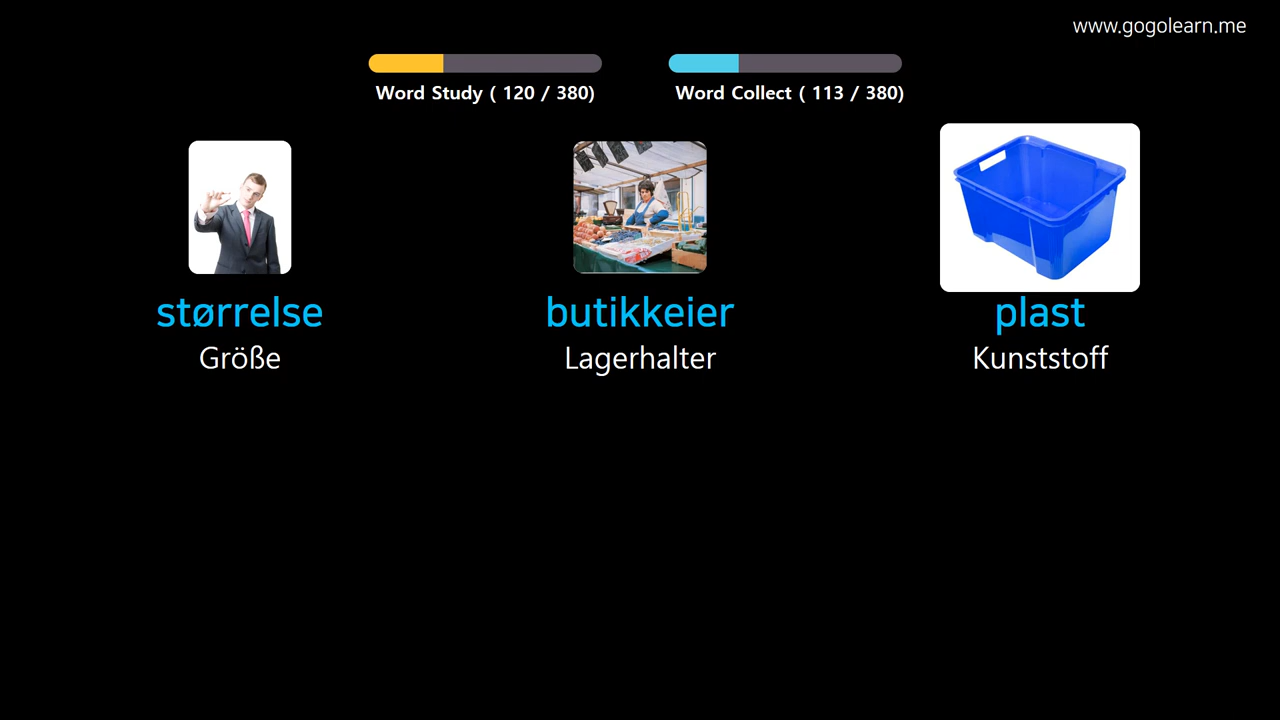 www.gogolearn.me
Word Study ( 120 / 380)
Word Collect ( 113 / 380)
størrelse
Größe
butikkeier
Lagerhalter
plast
Kunststoff